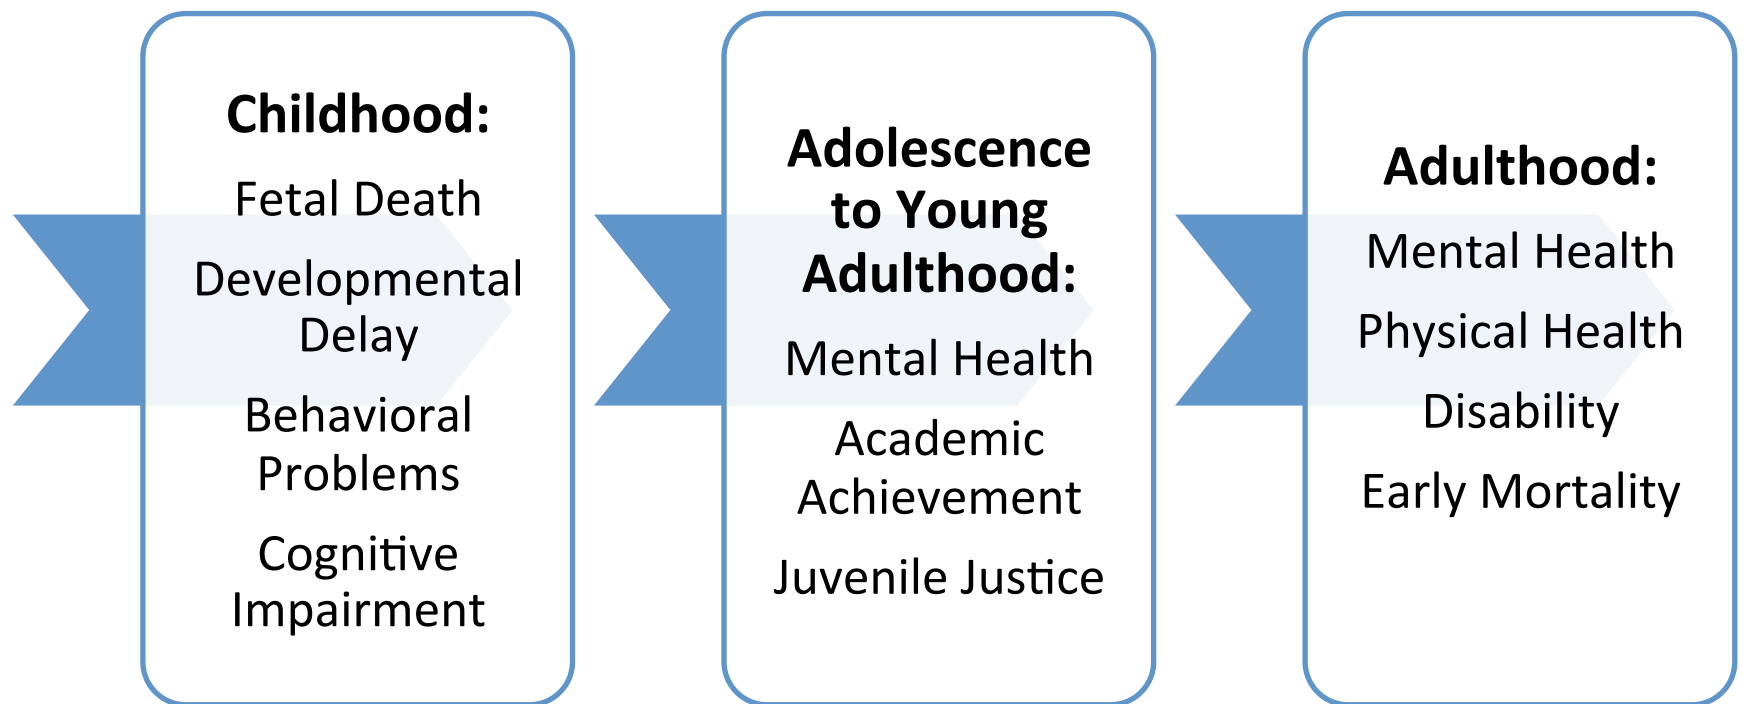 Childhood:
Fetal Death
Developmental
Delay
Behavioral
Problems
Cognitive
Impairment
Adolescence
to Young
Adulthood:
Mental Health
Academic
Achievement
Juvenile Justice
Adulthood:
Mental Health
Physical Health
Disability
Early Mortality